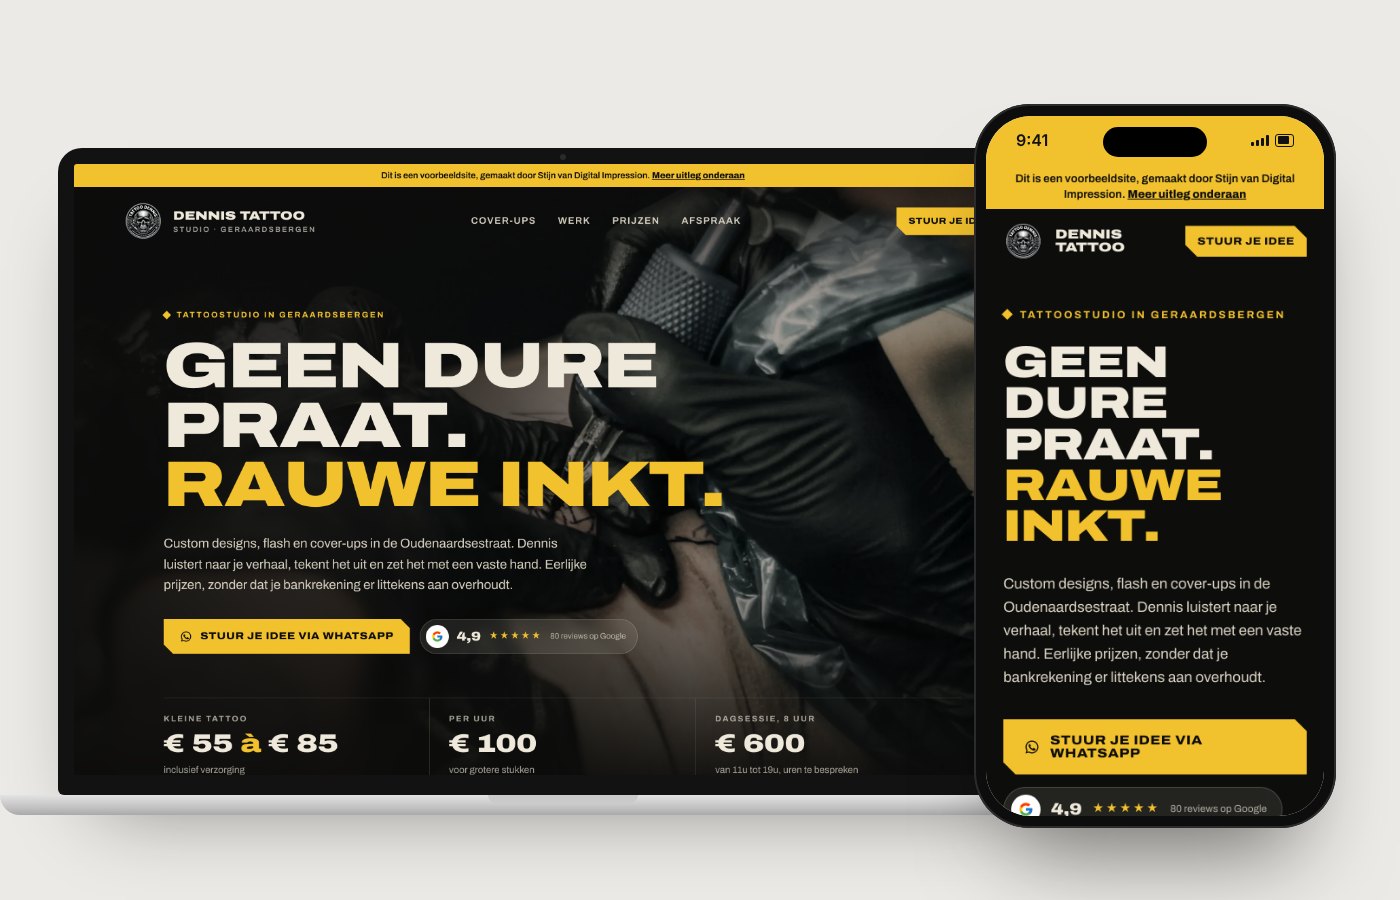 Dit is een voorbeeldsite, gemaakt door Stijn van Digital Impression. Meer uitleg onderaan
DENNIS TATTOO
STUDIO · GERAARDSBERGEN
COVER-UPS WERK PRIJZEN AFSPRAAK
STUUR JE
TATTOOSTUDIO IN GERAARDSBERGEN
GEEN DURE
PRAAT.
RAUWE INKT.
Custom designs, flash en cover-ups in de Oudenaardsestraat. Dennis
luistert naar je verhaal, tekent het uit en zet het met een vaste hand. Eerlijke
prijzen, zonder dat je bankrekening er littekens aan overhoudt.
STUUR JE IDEE VIA WHATSAPP
4,9 ★★★★★ 80 reviews op Google
KLEINE TATTOO
€ 55 à € 85
inclusief verzorging
PER UUR
€ 100
voor grotere stukken
DAGSESSIE, 8 UUR
€ 600
van 11u tot 19u, uren te bespreken
9:41
Dit is een voorbeeldsite, gemaakt door Stijn van Digital
Impression. Meer uitleg onderaan
DENNIS
TATTOO
STUUR JE IDEE
TATTOOSTUDIO IN GERAARDSBERGEN
GEEN
DURE
PRAAT.
RAUWE
INKT.
Custom designs, flash en cover-ups in de
Oudenaardsestraat. Dennis luistert naar je
verhaal, tekent het uit en zet het met een vaste
hand. Eerlijke prijzen, zonder dat je
bankrekening er littekens aan overhoudt.
STUUR JE IDEE VIA
WHATSAPP
4,9 ★★★★★ 80 reviews op Google